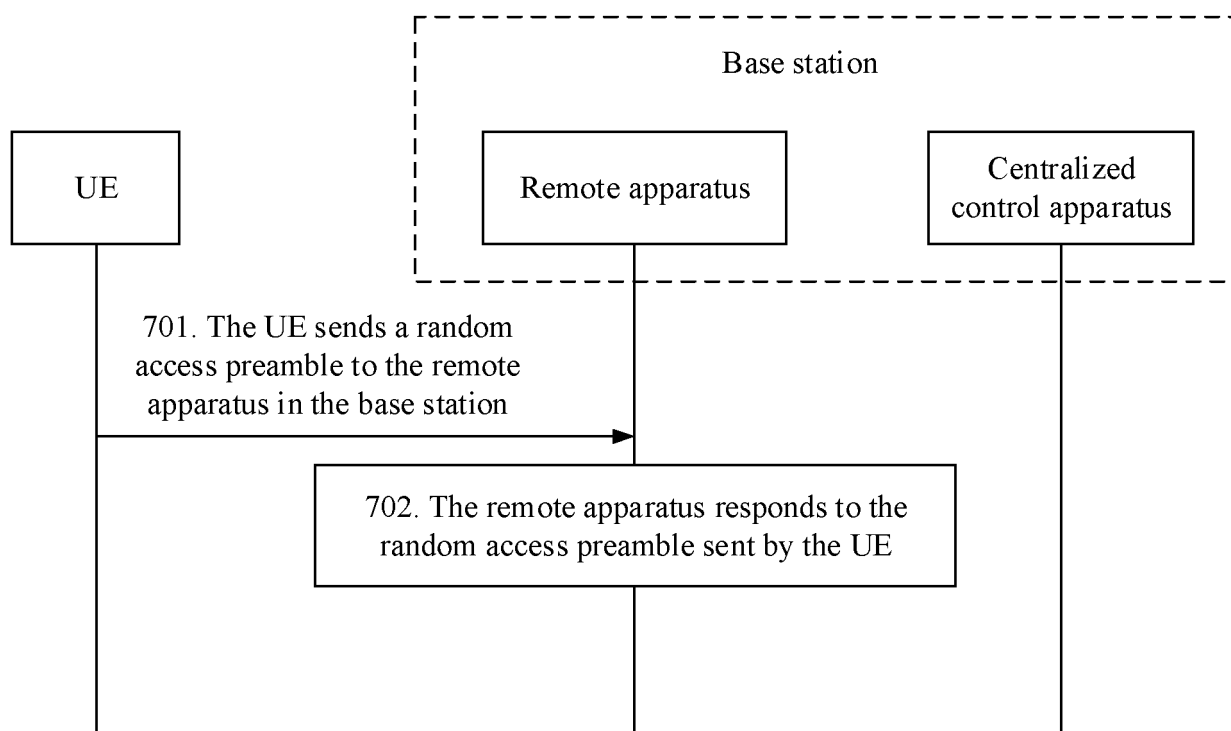 Base station
UE
Remote apparatus
Centralized
control apparatus
701. The UE sends a random
access preamble to the remote
apparatus in the base station
702. The remote apparatus responds to the
random access preamble sent by the UE